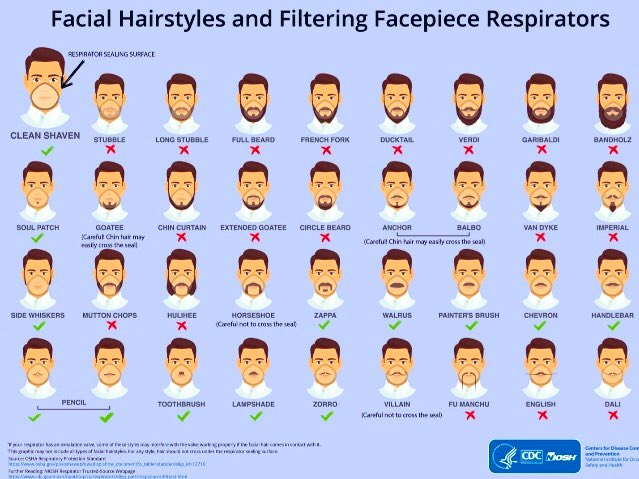 Facial Hairstyles and Filtering Facepiece Respirators
RESPIRATOR SEALING SURFACE
CLEAN SHAVEN
STUBBLE
LONG STUBBLE
FULL BEARD
FRENCH FORK
DUCKTAIL
VERDI
GARIBALDI
BANDHOLZ
SOUL PATCH
GOATEE
(Careful! Chin hair may
easily cross the seal)
CHIN CURTAIN
EXTENDED GOATEE
CIRCLE BEARD
ANCHOR
BALBO
(Careful! Chin hair may easily cross the seal)
VAN DYKE
IMPERIAL
SIDE WHISKERS
MUTTON CHOPS
HULIHEE
HORSESHOE
(Careful not to cross the seal)
ZAPPA
WALRUS
PAINTER'S BRUSH
CHEVRON
HANDLEBAR
PENCIL
TOOTHBRUSH
LAMPSHADE
ZORRO
VILLAIN
(Careful not to cross the seal)
FU MANCHU
ENGLISH
DALI
*If your respirator has an exhalation valve, some of these styles may interfere with the valve working properly if the facial hair comes in contact with it.
This graphic may not include all types of facial hairstyles. For any style, hair should not cross under the respirator sealing surface.
Source: OSHA Respiratory Protection Standard
Further Reading: NIOSH Respirator Trusted-Source Webpage
CDC
NIOSH
Centers for Disease Cont
and Prevention
National Institute for Occu
Safety and Health